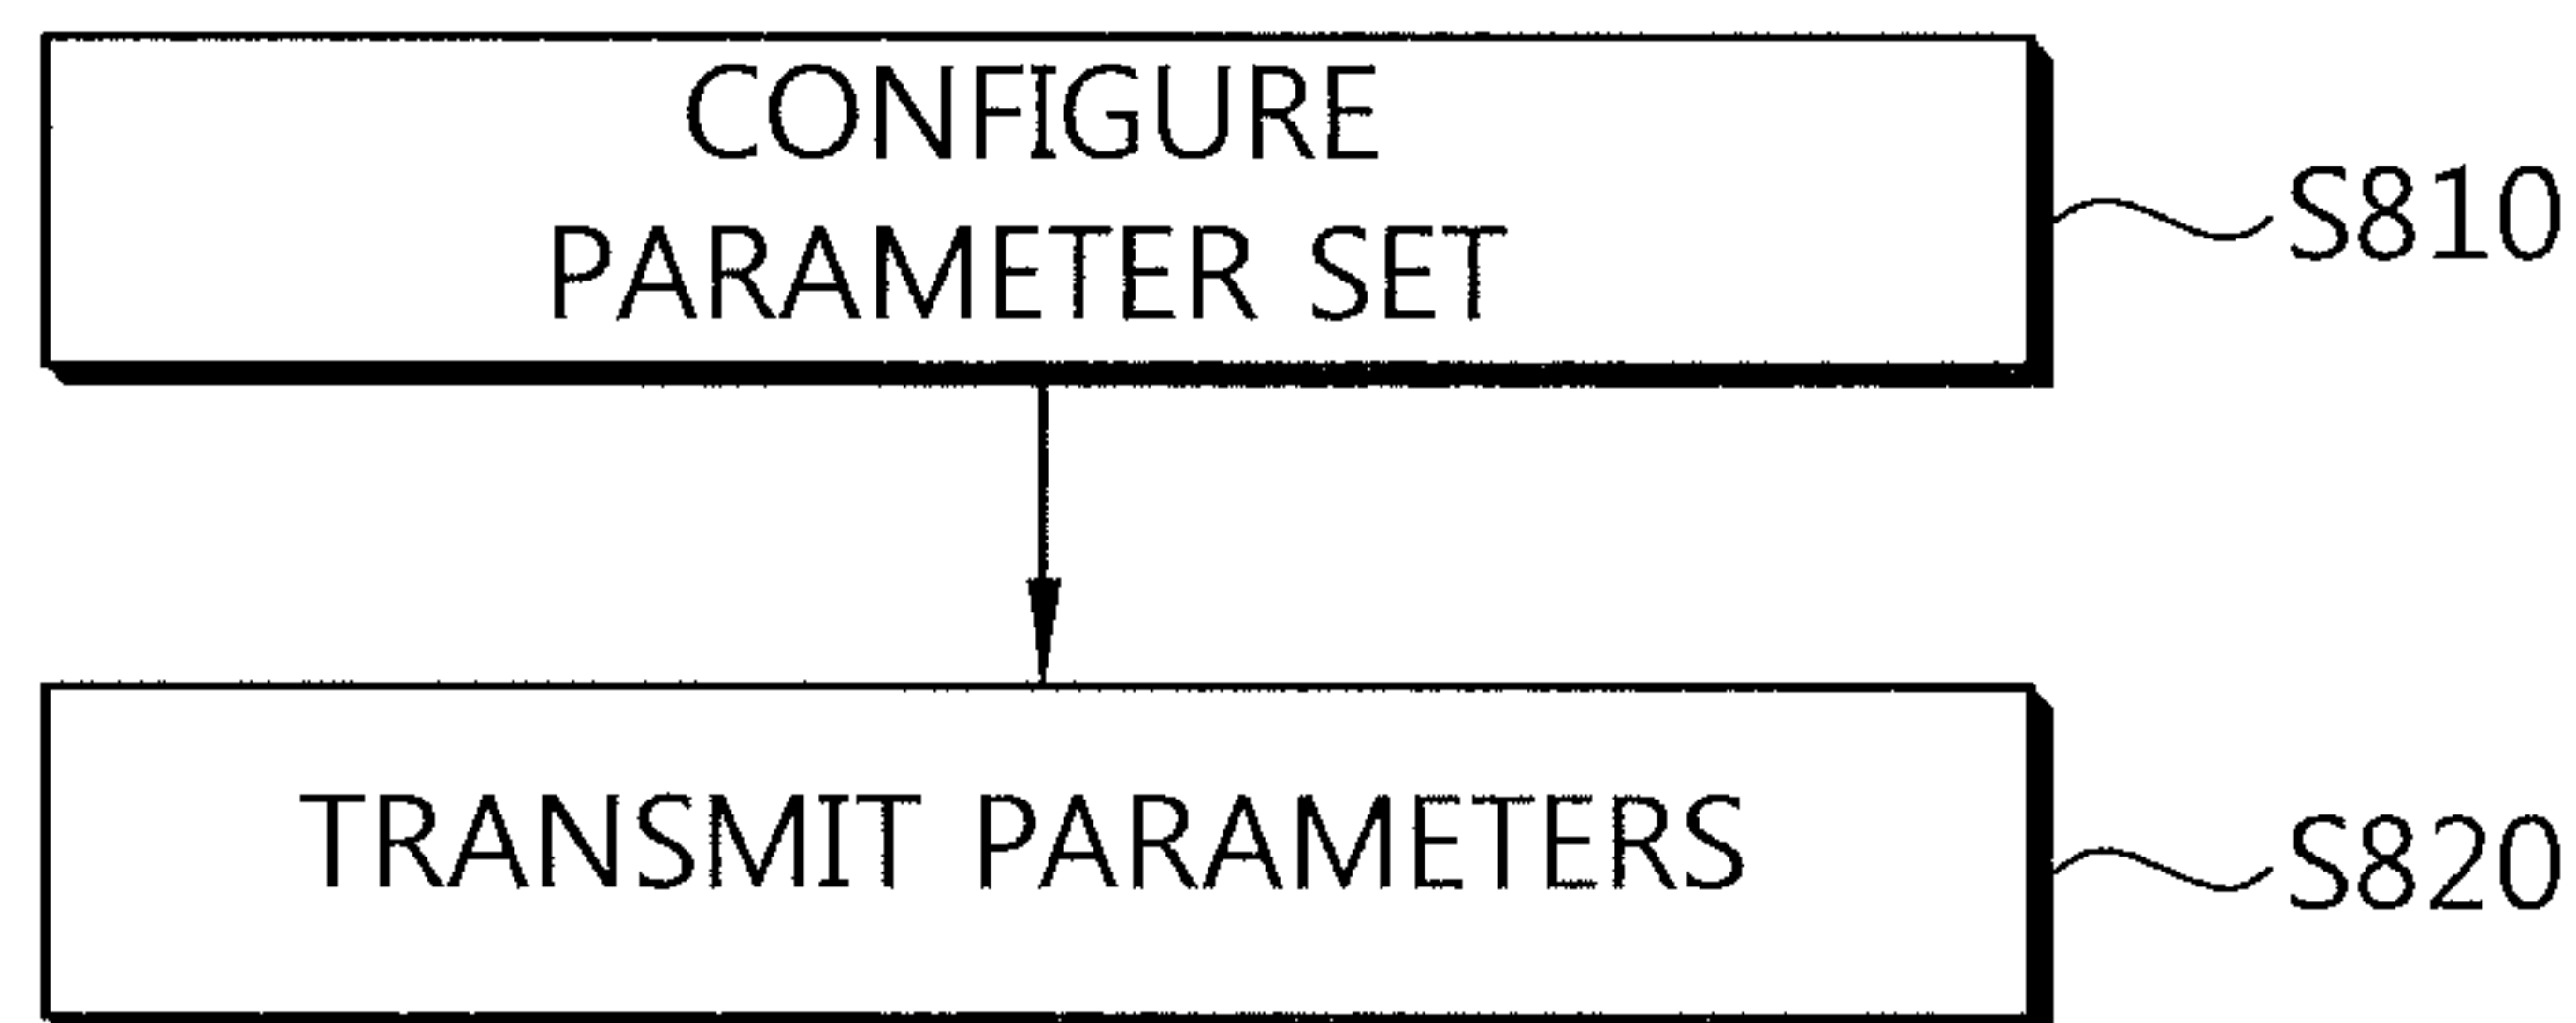 CONFIGURE
PARAMETER SET
S810
TRANSMIT PARAMETERS
S820